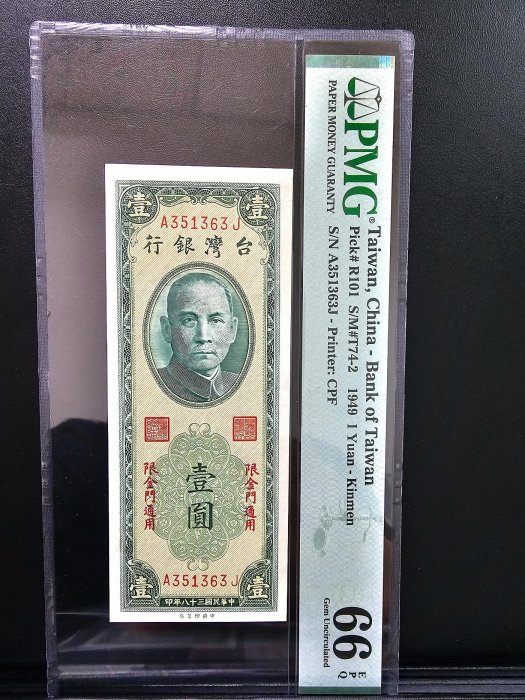 壹 壹
A351363J
行銀灣台
限金門通用 限金門通用
壹圓
A351363J
壹 壹
印年八十三國民華中
PMG®
PAPER MONEY GUARANTY
Taiwan, China - Bank of Taiwan
Pick# R101 S/M#T74-2 1949 1 Yuan - Kinmen
S/N A351363J - Printer: CPF
66 EPQ
Gem Uncirculated